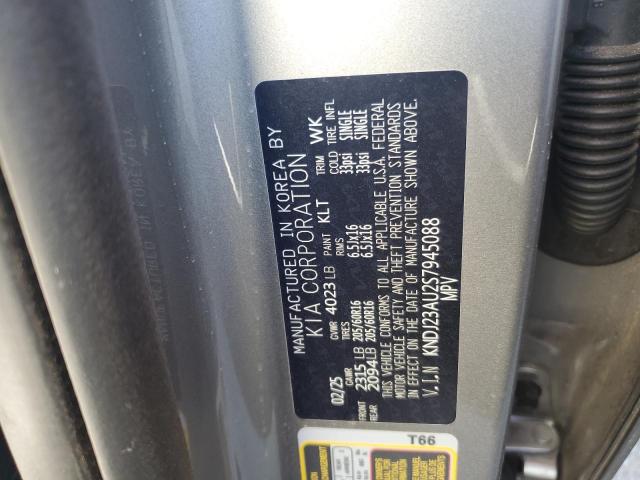 MANUFACTURED IN KOREA BY
KIA CORPORATION
02/25 GVWR 4023 LB PAINT KLT TRIM WK
GAWR TIRES RIMS COLD TIRE INFL
FRONT 2315 LB 205/60R16 6.5Jx16 33psi SINGLE
REAR 2094 LB 205/60R16 6.5Jx16 33psi SINGLE
THIS VEHICLE CONFORMS TO ALL APPLICABLE U.S.A. FEDERAL
MOTOR VEHICLE SAFETY AND THEFT PREVENTION STANDARDS
IN EFFECT ON THE DATE OF MANUFACTURE SHOWN ABOVE.
V.I.N KNDJ23AU2S7945088
MPV
T66